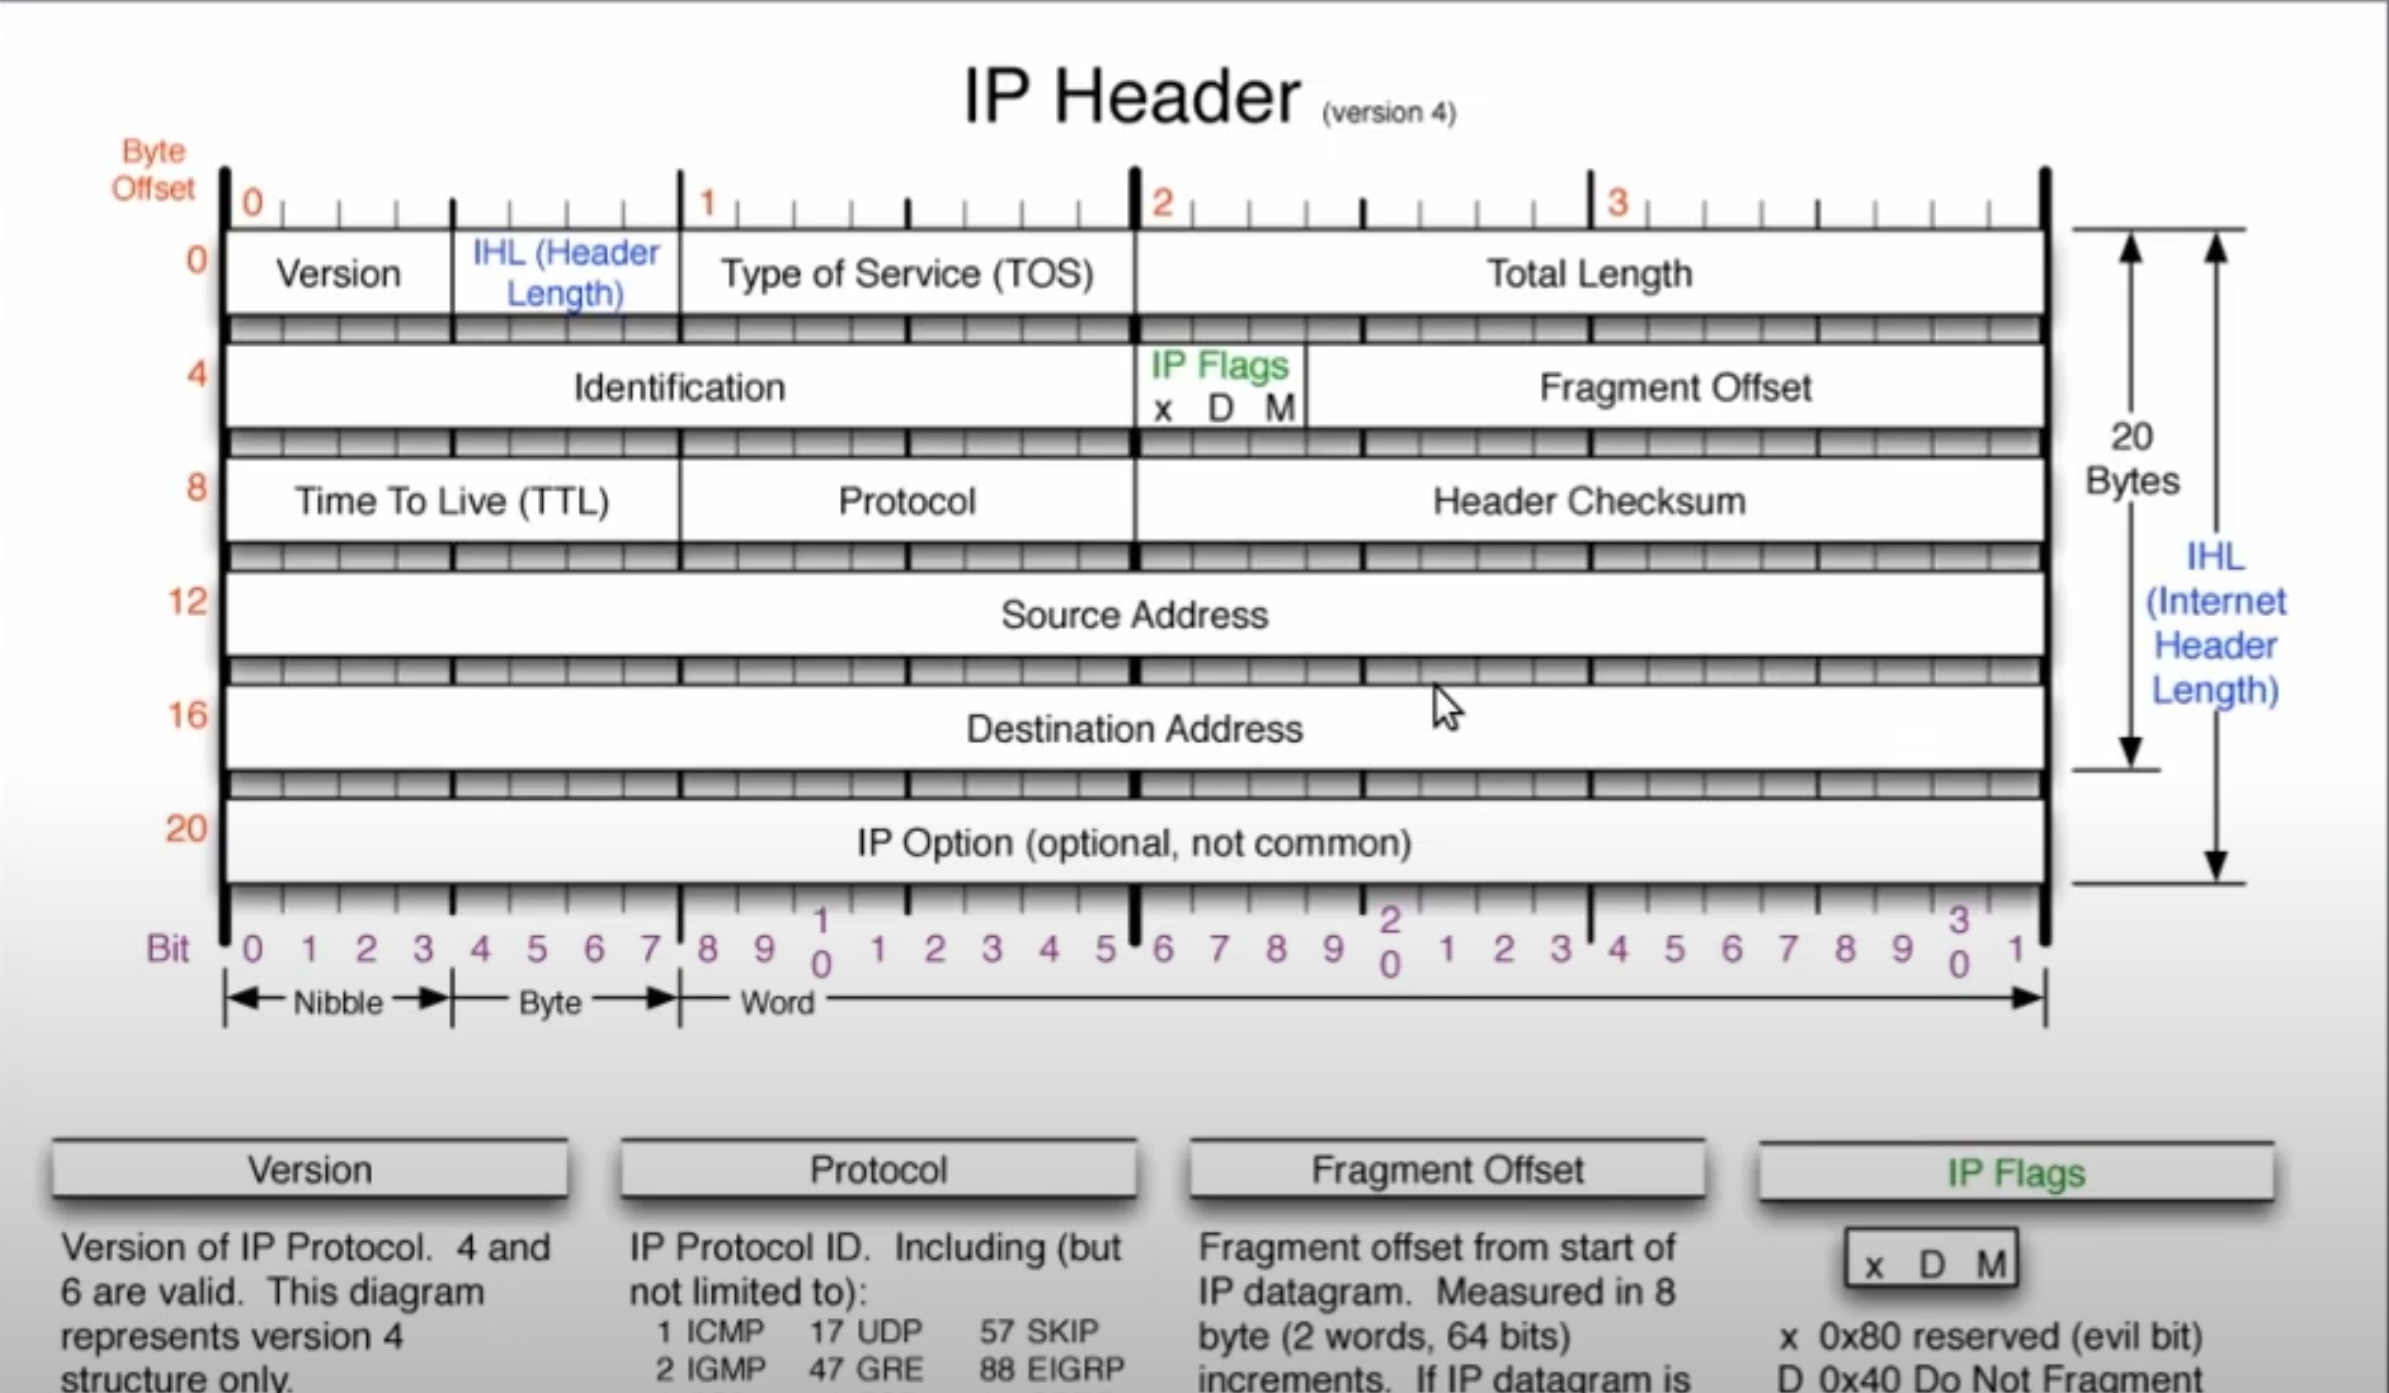 IP Header (version 4)
Byte
Offset
0 1 2 3
0 Version IHL (Header Length) Type of Service (TOS) Total Length
4 Identification IP Flags x D M Fragment Offset
8 Time To Live (TTL) Protocol Header Checksum
12 Source Address
16 Destination Address
20 IP Option (optional, not common)
20
Bytes
IHL
(Internet
Header
Length)
Bit 0 1 2 3 4 5 6 7 8 9 10 1 2 3 4 5 6 7 8 9 20 1 2 3 4 5 6 7 8 9 30 1
Nibble Byte Word
Version
Version of IP Protocol. 4 and
6 are valid. This diagram
represents version 4
structure only.
Protocol
IP Protocol ID. Including (but
not limited to):
1 ICMP 17 UDP 57 SKIP
2 IGMP 47 GRE 88 EIGRP
Fragment Offset
Fragment offset from start of
IP datagram. Measured in 8
byte (2 words, 64 bits)
increments. If IP datagram is
IP Flags
x D M
x 0x80 reserved (evil bit)
D 0x40 Do Not Fragment